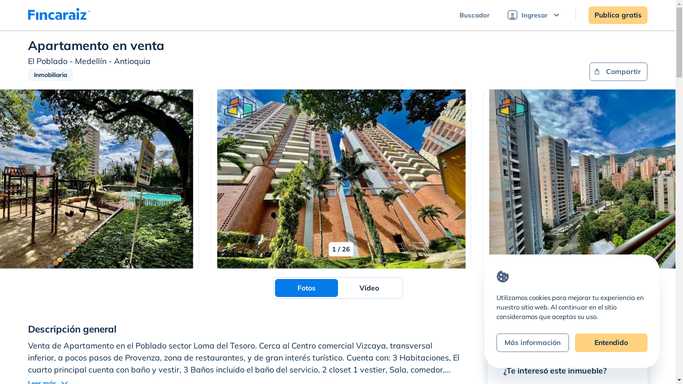 Fincaraiz
Buscador
Ingresar
Publica gratis
Apartamento en venta
El Poblado - Medellín - Antioquia
Inmobiliaria
Compartir
1 / 26
Fotos
Video
Utilizamos cookies para mejorar tu experiencia en
nuestro sitio web. Al continuar en el sitio
consideramos que aceptas su uso.
Más información
Entendido
Descripción general
Venta de Apartamento en el Poblado sector Loma del Tesoro. Cerca al Centro comercial Vizcaya, transversal
inferior, a pocos pasos de Provenza, zona de restaurantes, y de gran interés turístico. Cuenta con: 3 Habitaciones, El
cuarto principal cuenta con baño y vestir, 3 Baños incluido el baño del servicio, 2 closet 1 vestier, Sala, comedor,...
Leer más
¿Te interesó este inmueble?